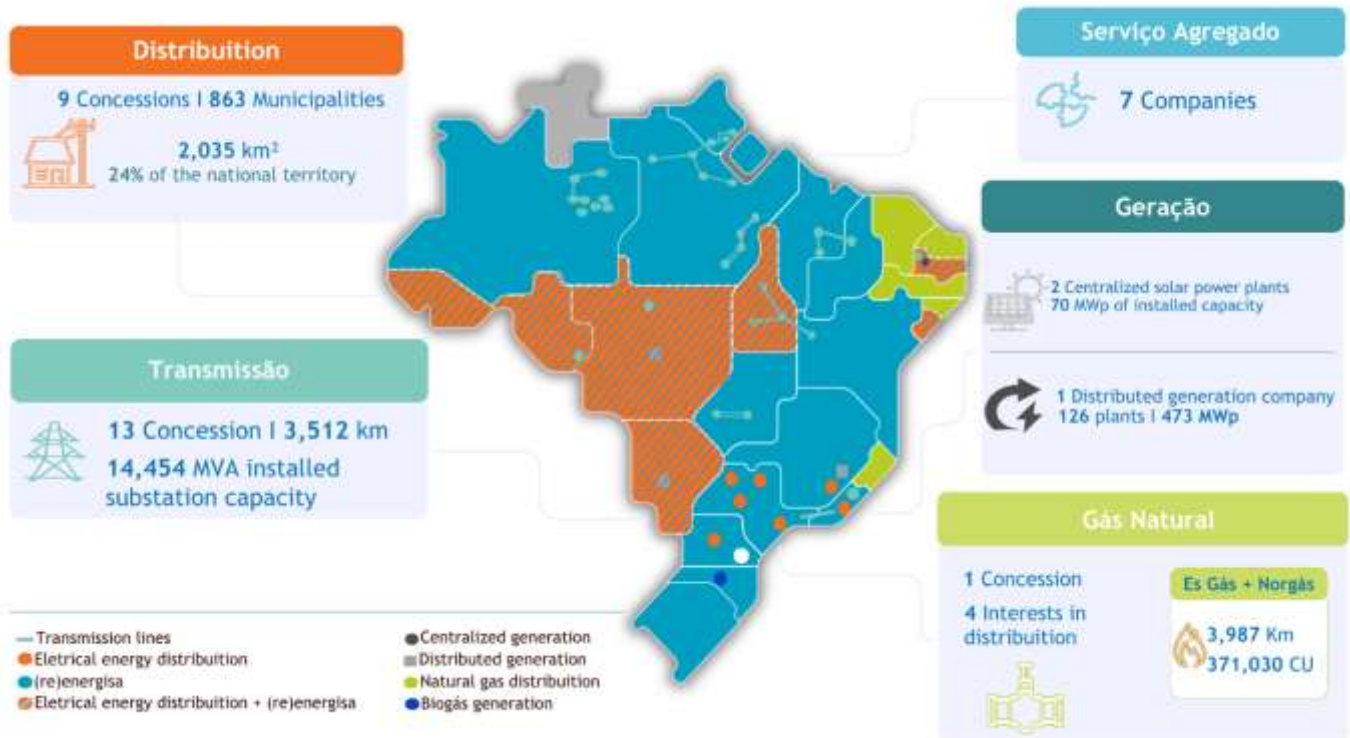 Distribuition
9 Concessions I 863 Municipalities
2,035 km²
24% of the national territory
Transmissão
13 Concession I 3,512 km
14,454 MVA installed
substation capacity
Serviço Agregado
7 Companies
Geração
2 Centralized solar power plants
70 MWp of installed capacity
1 Distributed generation company
126 plants I 473 MWp
Gás Natural
1 Concession
4 Interests in
distribuition
Es Gás + Norgás
3,987 Km
371,030 CU
Transmission lines
Eletrical energy distribuition
(re)energisa
Eletrical energy distribuition + (re)energisa
Centralized generation
Distributed generation
Natural gas distribuition
Biogás generation